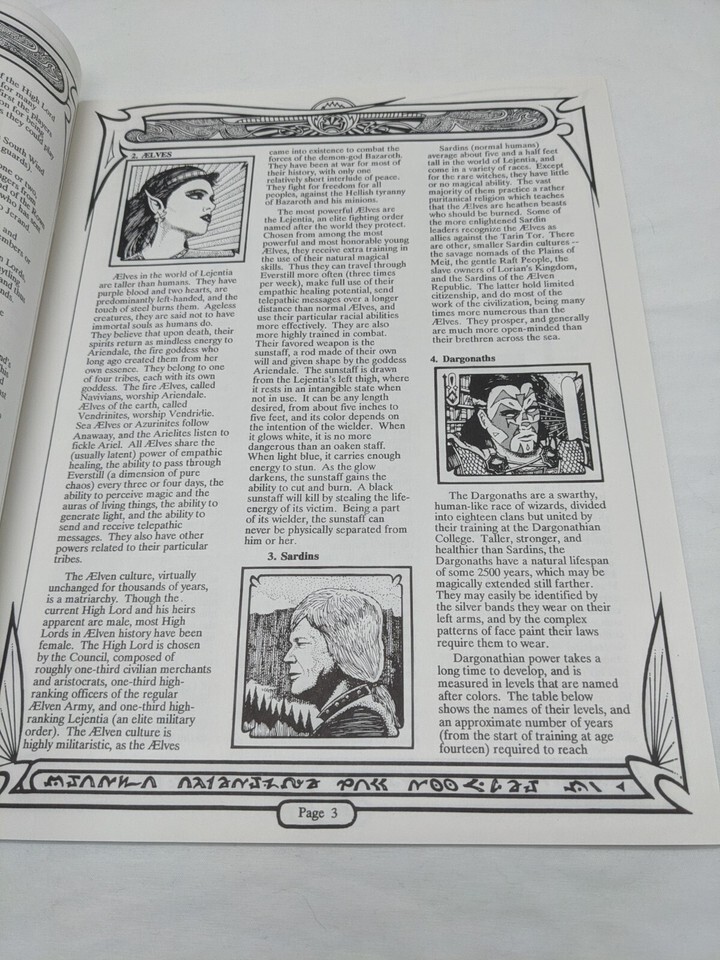 f the High Lord
for many
first the players
on for being
s they could play
South Wind
guards).
one or two
ager's free
nd of the Rose
who has won
o Jerand
and
mbers of
n Lords,
2. ÆLVES
Ælves in the world of Lejentia
are taller than humans. They have
purple blood and two hearts, are
predominantly left-handed, and the
touch of steel burns them. Ageless
creatures, they are said not to have
immortal souls as humans do.
They believe that upon death, their
spirits return as mindless energy to
Ariendale, the fire goddess who
long ago created them from her
own essence. They belong to one
of four tribes, each with its own
goddess. The fire Ælves, called
Navivians, worship Ariendale.
Ælves of the earth, called
Vendrinites, worship Vendridie.
Sea Ælves or Azurinites follow
Anawaay, and the Arielites listen to
fickle Ariel. All Ælves share the
(usually latent) power of empathic
healing, the ability to pass through
Everstill (a dimension of pure
chaos) every three or four days, the
ability to perceive magic and the
auras of living things, the ability to
generate light, and the ability to
send and receive telepathic
messages. They also have other
powers related to their particular
tribes.
The Ælven culture, virtually
unchanged for thousands of years,
is a matriarchy. Though the
current High Lord and his heirs
apparent are male, most High
Lords in Ælven history have been
female. The High Lord is chosen
by the Council, composed of
roughly one-third civilian merchants
and aristocrats, one-third high-
ranking officers of the regular
Ælven Army, and one-third high-
ranking Lejentia (an elite military
order). The Ælven culture is
highly militaristic, as the Ælves
came into existence to combat the
forces of the demon-god Bazaroth.
They have been at war for most of
their history, with only one
relatively short interlude of peace.
They fight for freedom for all
peoples, against the Hellish tyranny
of Bazaroth and his minions.
The most powerful Ælves are
the Lejentia, an elite fighting order
named after the world they protect.
Chosen from among the most
powerful and most honorable young
Ælves, they receive extra training in
the use of their natural magical
skills. Thus they can travel through
Everstill more often (three times
per week), make full use of their
empathic healing potential, send
telepathic messages over a longer
distance than normal Ælves, and
use their particular racial abilities
more effectively. They are also
more highly trained in combat.
Their favored weapon is the
sunstaff, a rod made of their own
will and given shape by the goddess
Ariendale. The sunstaff is drawn
from the Lejentia's left thigh, where
it rests in an intangible state when
not in use. It can be any length
desired, from about five inches to
five feet, and its color depends on
the intention of the wielder. When
it glows white, it is no more
dangerous than an oaken staff.
When light blue, it carries enough
energy to stun. As the glow
darkens, the sunstaff gains the
ability to cut and burn. A black
sunstaff will kill by stealing the life-
energy of its victim. Being a part
of its wielder, the sunstaff can
never be physically separated from
him or her.
3. Sardins
Sardins (normal humans)
average about five and a half feet
tall in the world of Lejentia, and
come in a variety of races. Except
for the rare witches, they have little
or no magical ability. The vast
majority of them practice a rather
puritanical religion which teaches
that the Ælves are heathen beasts
who should be burned. Some of
the more enlightened Sardin
leaders recognize the Ælves as
allies against the Tarin Tor. There
are other, smaller Sardin cultures --
the savage nomads of the Plains of
Meil, the gentle Raft People, the
slave owners of Lorian's Kingdom,
and the Sardins of the Ælven
Republic. The latter hold limited
citizenship, and do most of the
work of the civilization, being many
times more numerous than the
Ælves. They prosper, and generally
are much more open-minded than
their brethren across the sea.
4. Dargonaths
The Dargonaths are a swarthy,
human-like race of wizards, divided
into eighteen clans but united by
their training at the Dargonathian
College. Taller, stronger, and
healthier than Sardins, the
Dargonaths have a natural lifespan
of some 2500 years, which may be
magically extended still farther.
They may easily be identified by
the silver bands they wear on their
left arms, and by the complex
patterns of face paint their laws
require them to wear.
Dargonathian power takes a
long time to develop, and is
measured in levels that are named
after colors. The table below
shows the names of their levels, and
an approximate number of years
(from the start of training at age
fourteen) required to reach
Page 3